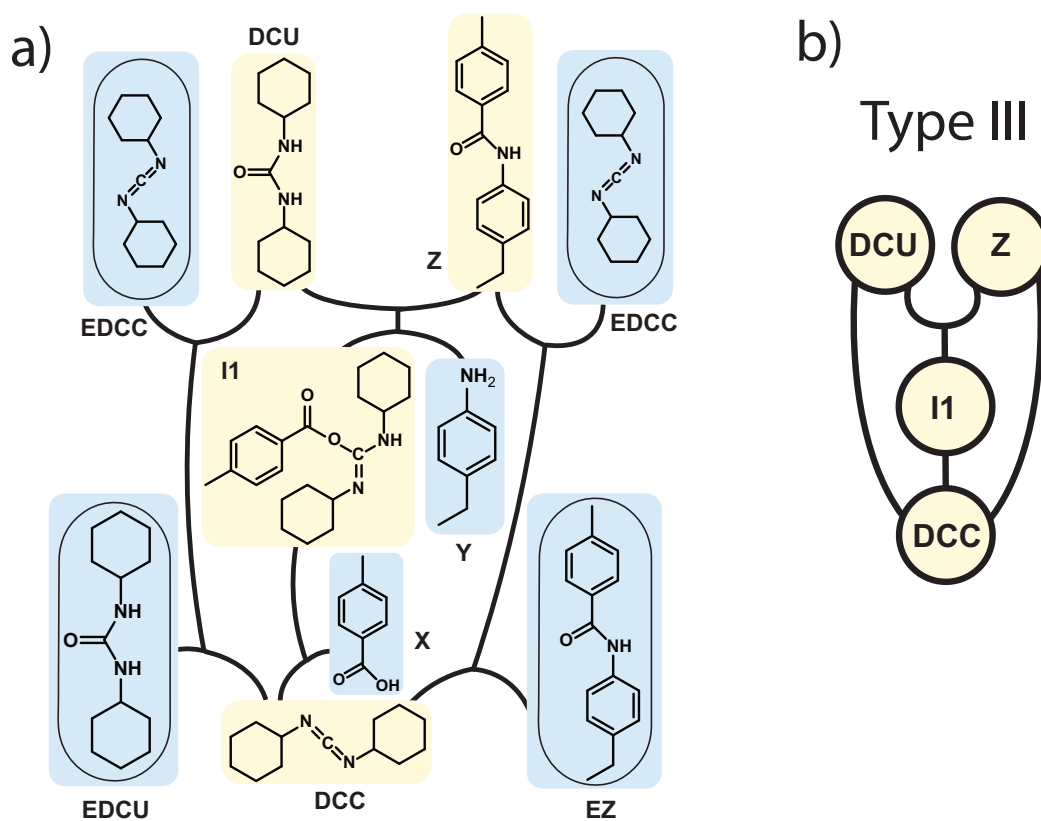 a)
DCU
b)
N
C
N
NH
O
NH
O
NH
N
C
N
Type III
EDCC
Z
EDCC
DCU
Z
I1
NH2
O
O
NH
C
N
I1
Y
NH
O
NH
X
O
OH
O
NH
N
C
N
DCC
EDCU
DCC
EZ